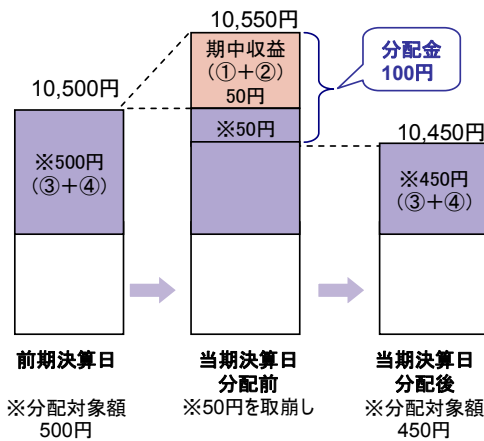 10,550円
期中収益
(①+②)
50円
分配金
100円
10,500円
※50円
10,450円
※500円
(③+④)
※450円
(③+④)
前期決算日
当期決算日
分配前
当期決算日
分配後
※分配対象額
500円
※50円を取崩し
※分配対象額
450円